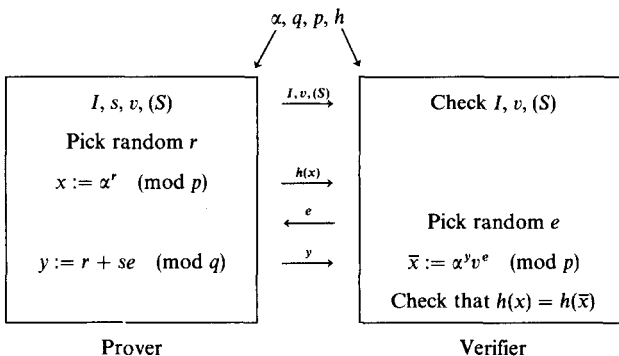 α, q, p, h
I, s, v, (S)
I, v, (S)
Check I, v, (S)
Pick random r
x := α^r (mod p)
h(x)
e
Pick random e
y := r + se (mod q)
y
x̄ := α^y v^e (mod p)
Check that h(x) = h(x̄)
Prover
Verifier